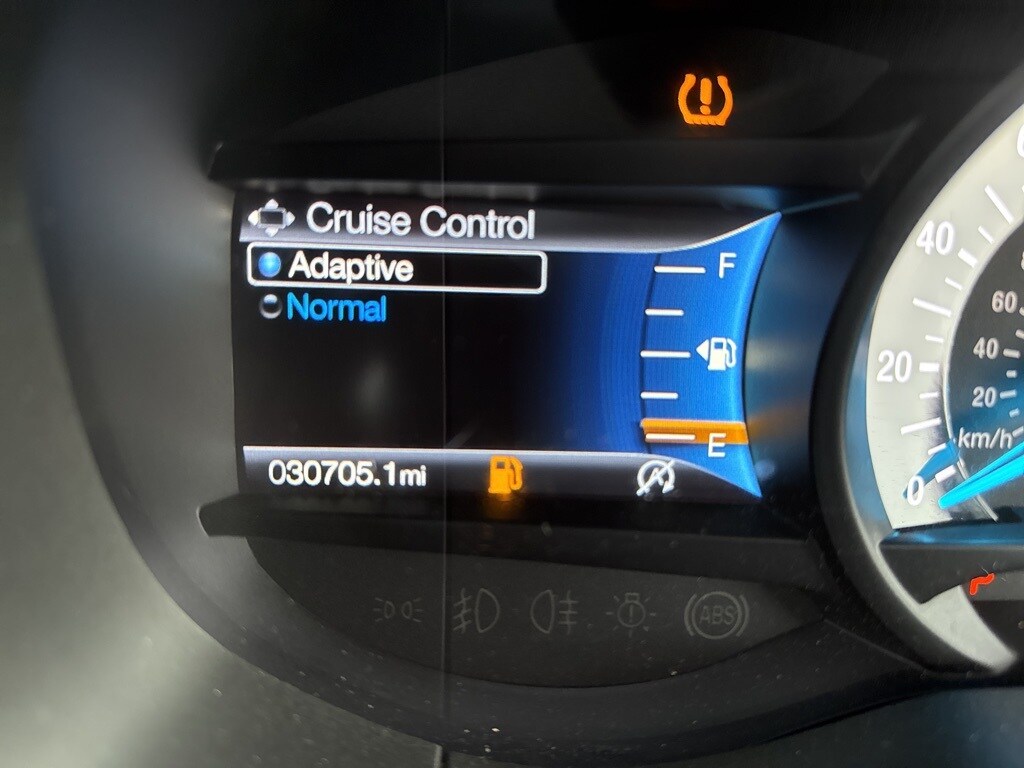 Cruise Control
Adaptive
Normal
F
E
030705.1mi
40
20
0
60
40
20
km/h
ABS